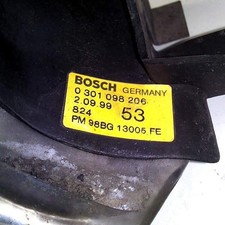 BOSCH GERMANY
0 301 098 206
2.09.99 53
824
PM 98BG 13005 FE